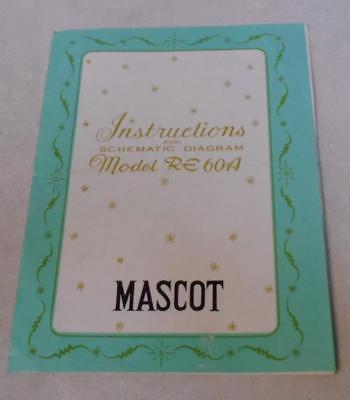 Instructions
AND
SCHEMATIC DIAGRAM
Model RE 60A
MASCOT